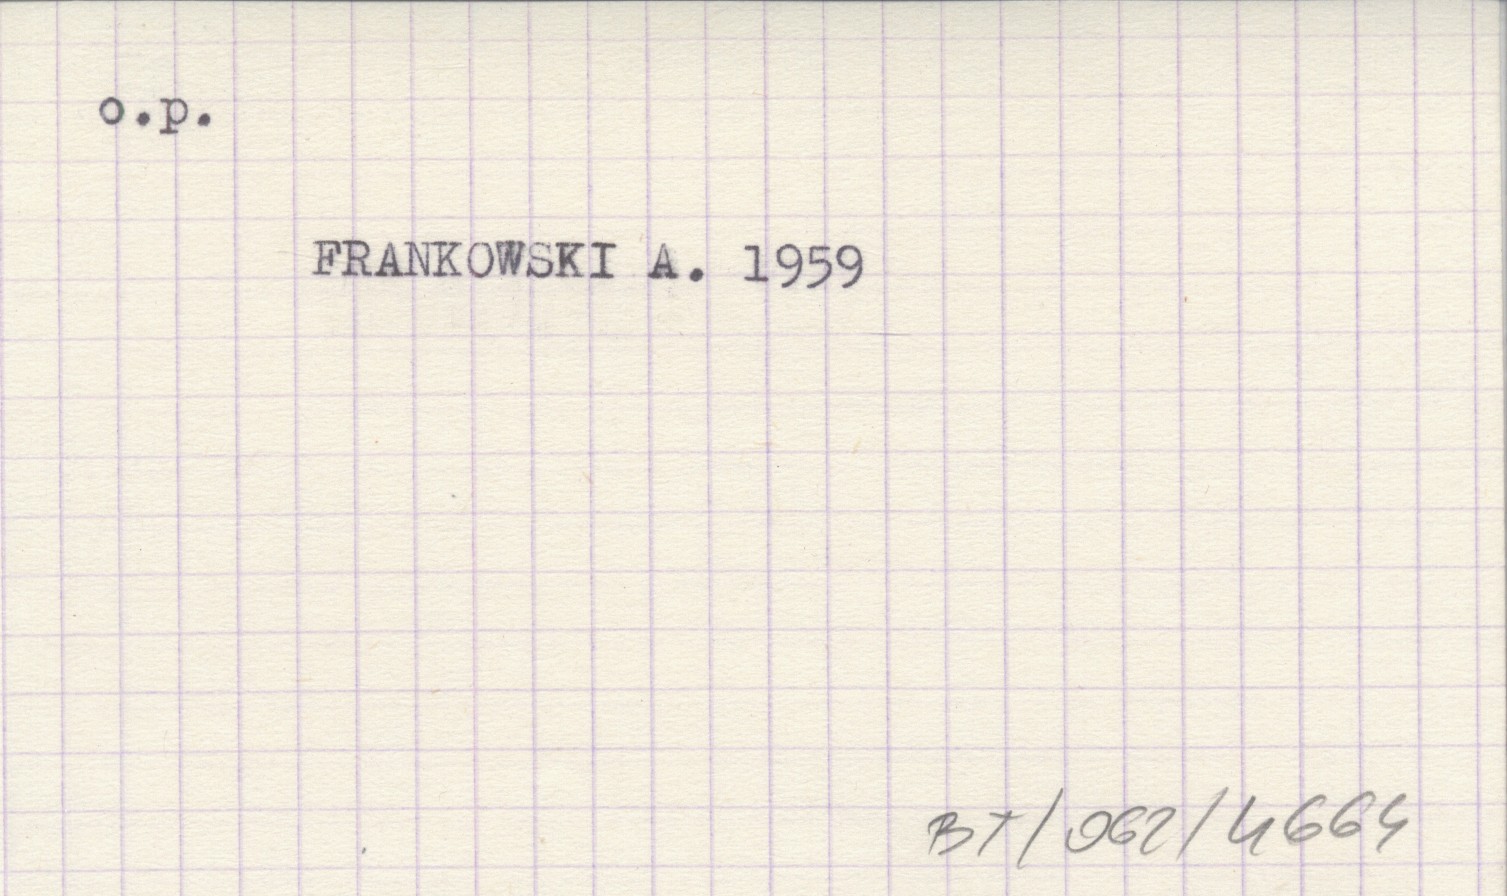 o.p.
FRANKOWSKI A. 1959
BT/062/4664